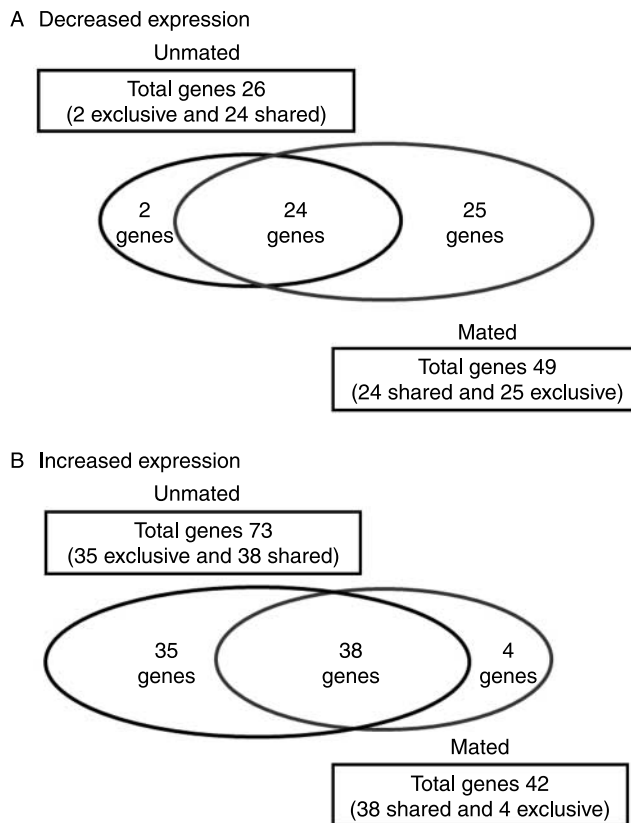 A Decreased expression
Unmated
Total genes 26
(2 exclusive and 24 shared)
2
genes
24
genes
25
genes
Mated
Total genes 49
(24 shared and 25 exclusive)
B Increased expression
Unmated
Total genes 73
(35 exclusive and 38 shared)
35
genes
38
genes
4
genes
Mated
Total genes 42
(38 shared and 4 exclusive)